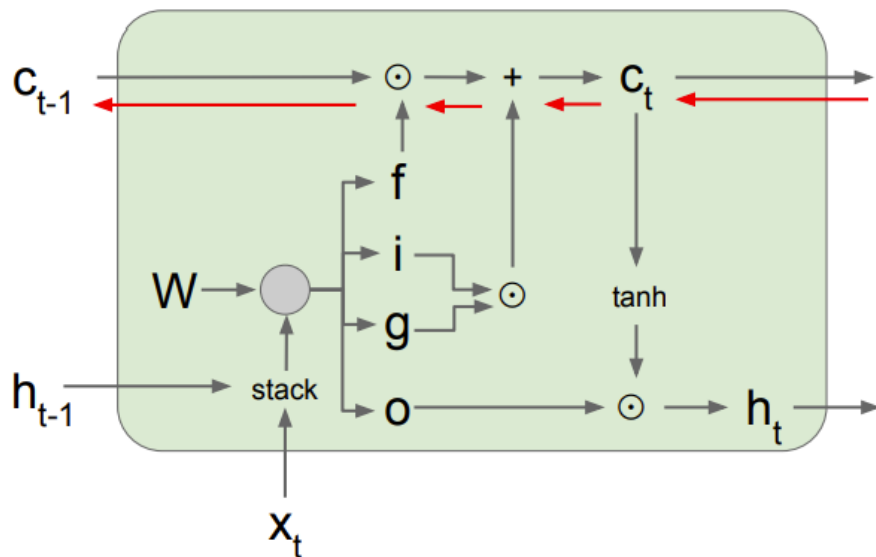 c_{t-1} ⊙ + c_t
f
i
W ⊙ tanh
g
h_{t-1} stack o ⊙ h_t
x_t